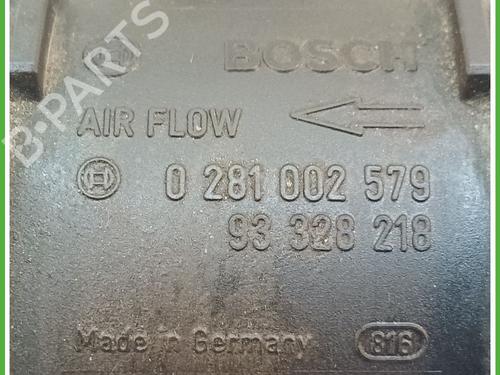 BOSCH
AIR FLOW
0 281 002 579
93 328 218
Made in Germany
816
B-PARTS